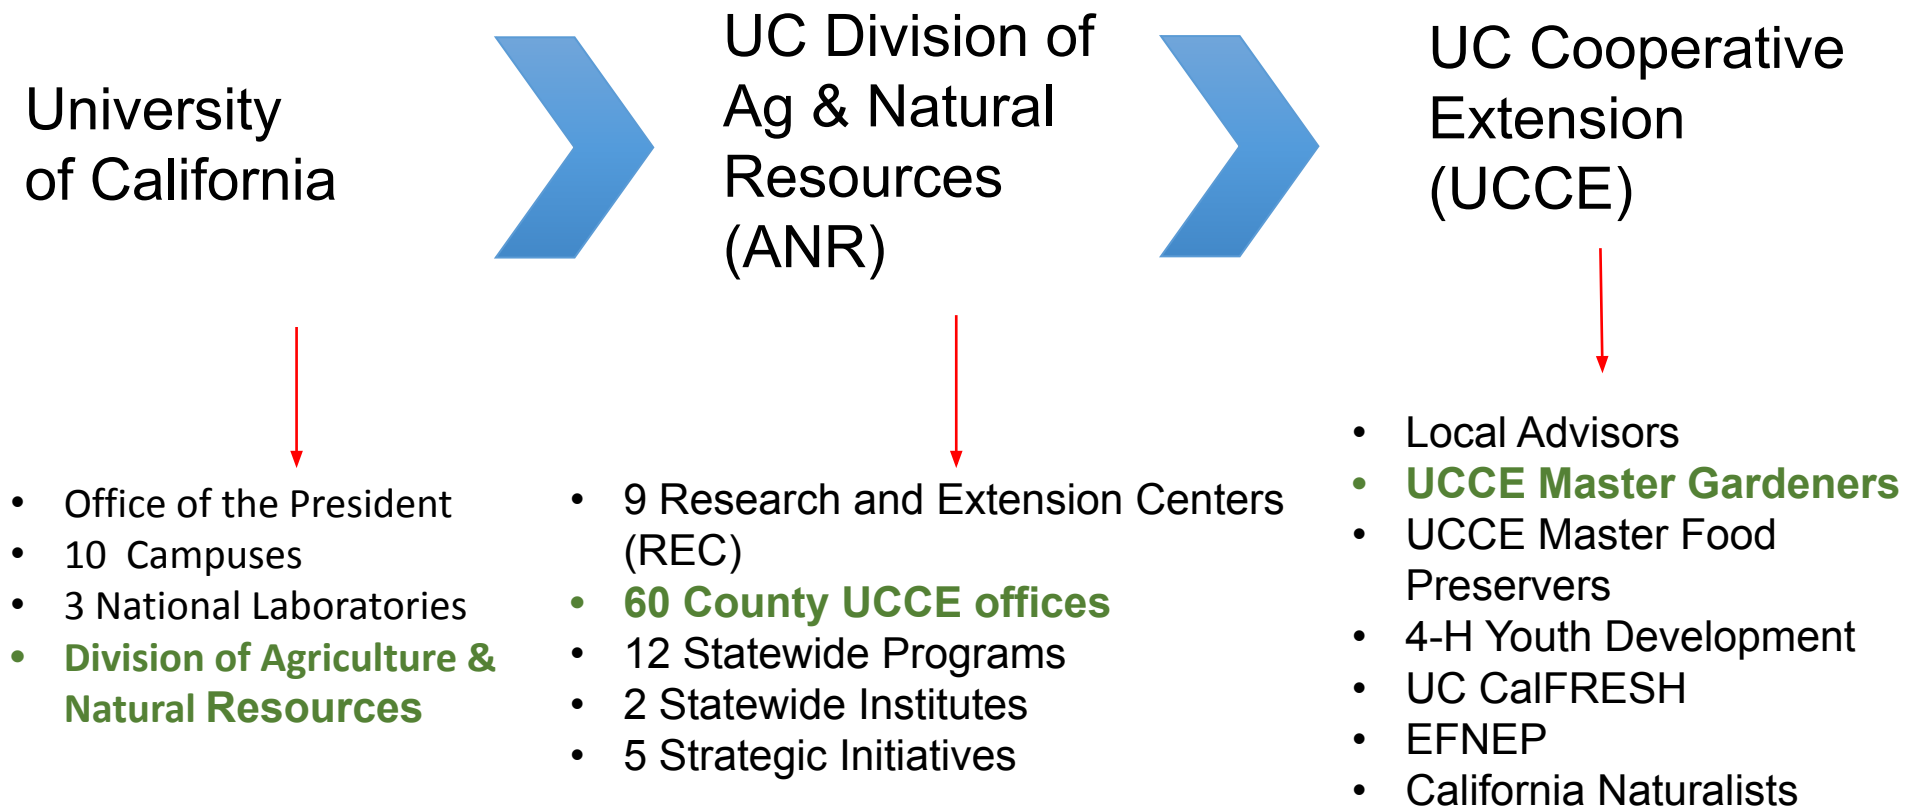 University
of California
UC Division of
Ag & Natural
Resources
(ANR)
UC Cooperative
Extension
(UCCE)
• Office of the President
• 10 Campuses
• 3 National Laboratories
• Division of Agriculture &
Natural Resources
• 9 Research and Extension Centers
(REC)
• 60 County UCCE offices
• 12 Statewide Programs
• 2 Statewide Institutes
• 5 Strategic Initiatives
• Local Advisors
• UCCE Master Gardeners
• UCCE Master Food
Preservers
• 4-H Youth Development
• UC CalFRESH
• EFNEP
• California Naturalists